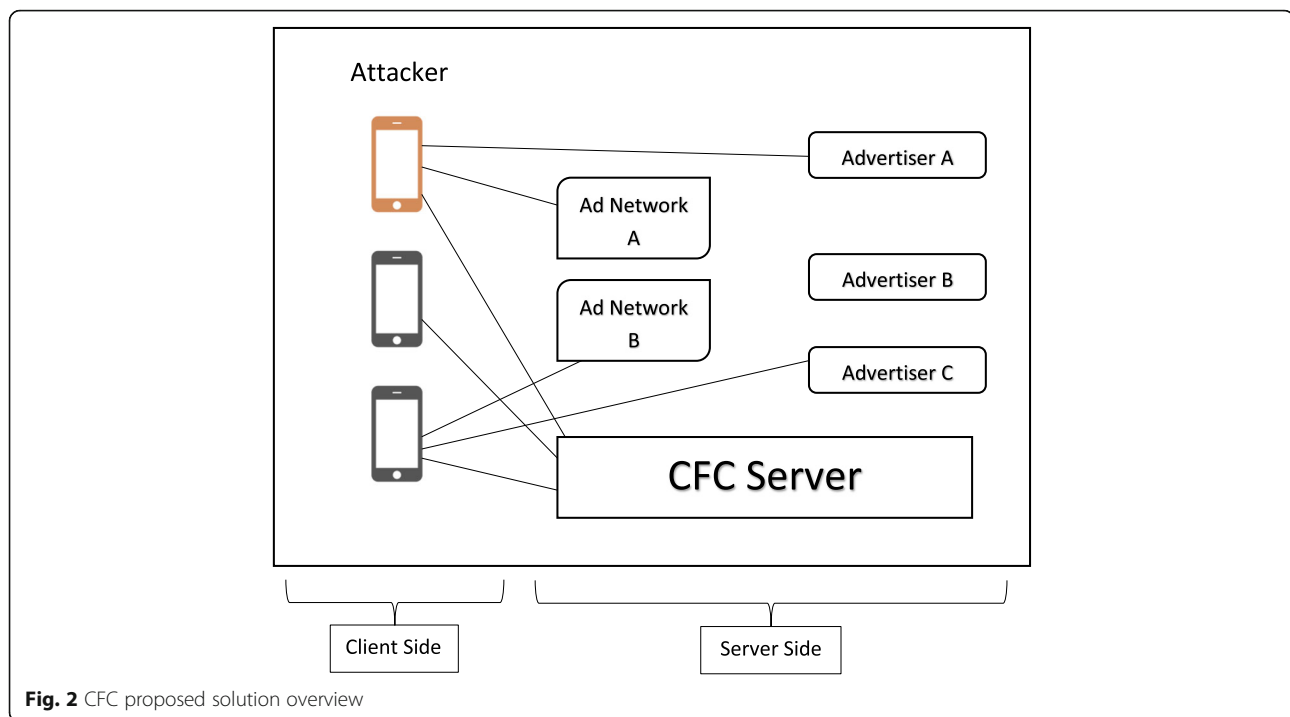 Attacker
Advertiser A
Ad Network
A
Advertiser B
Ad Network
B
Advertiser C
CFC Server
Client Side
Server Side
Fig. 2 CFC proposed solution overview